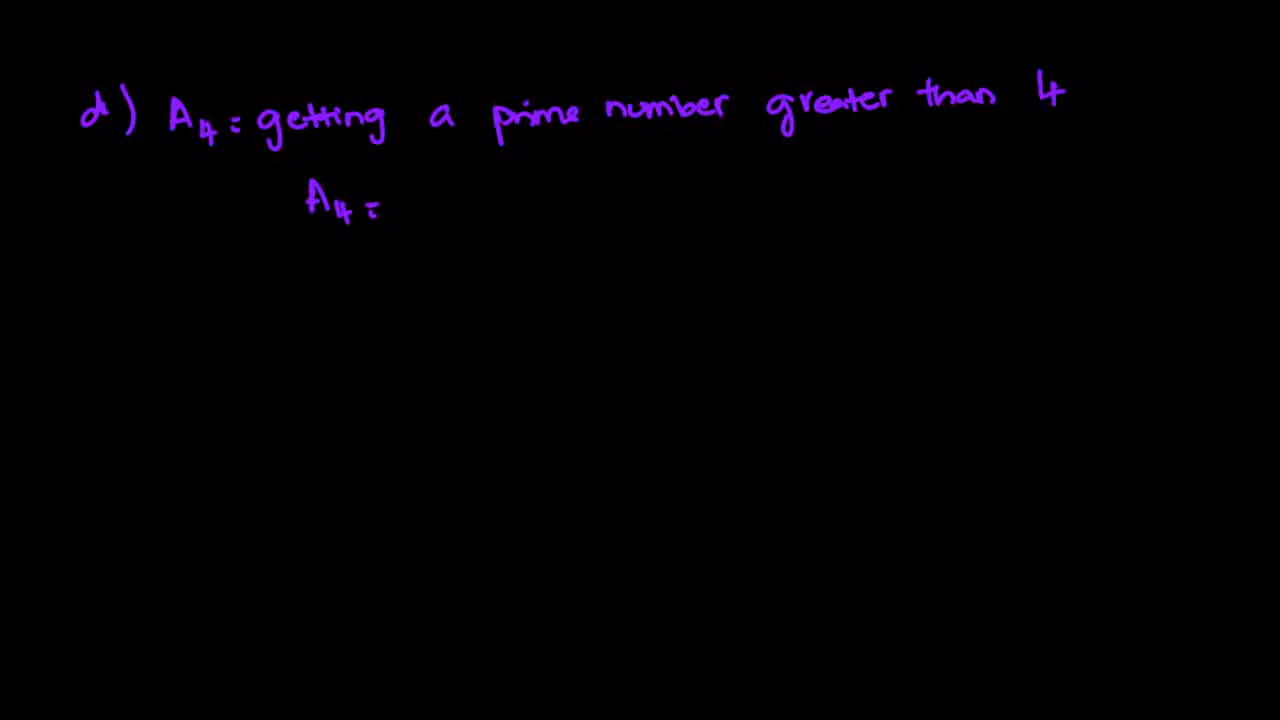 d) A₄ = getting a prime number greater than 4
A₄ =